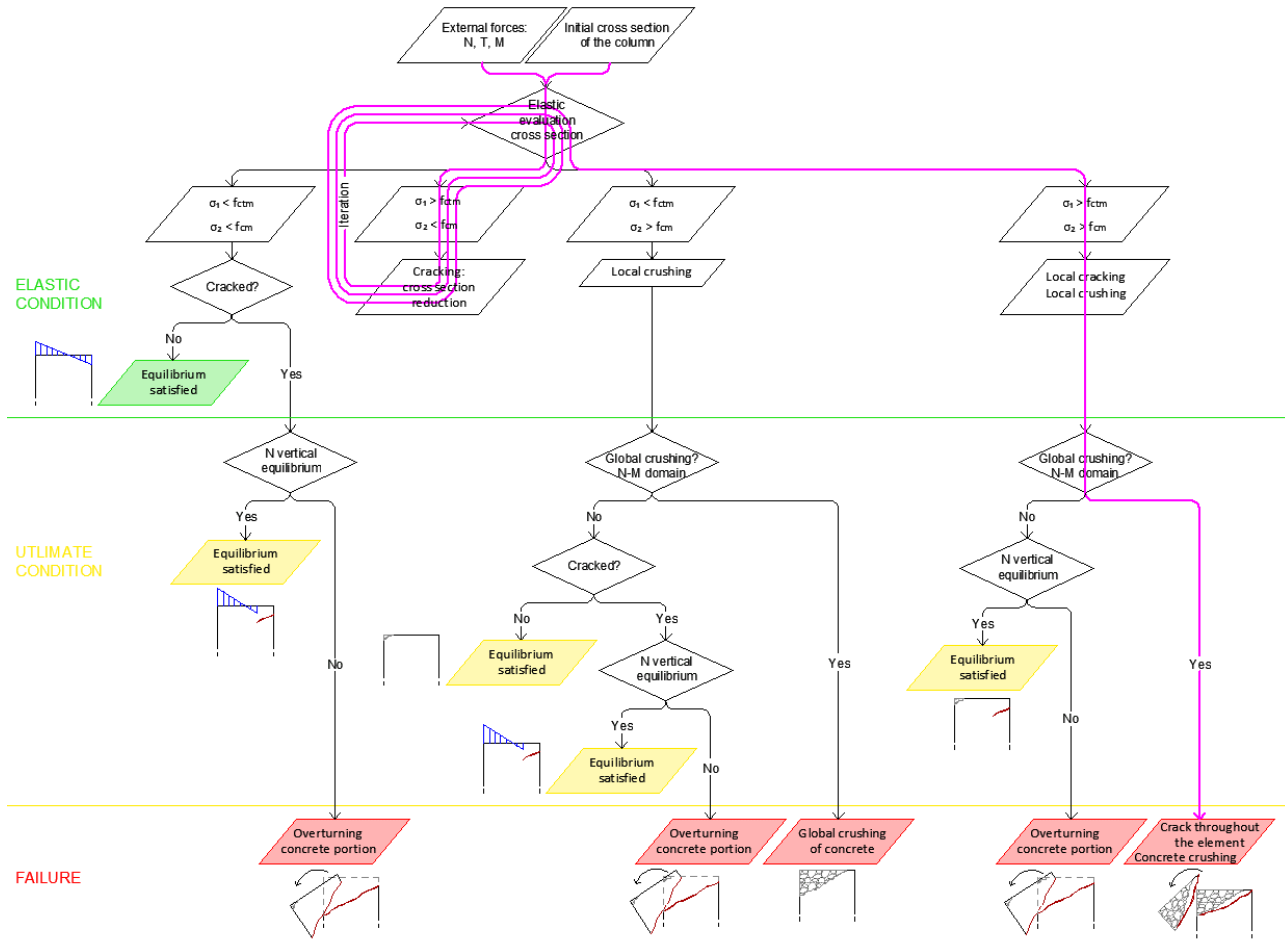 External forces:
N, T, M
Initial cross section
of the column
Elastic
evaluation
cross section
Iteration
σ₁ < fctm
σ₂ < fcm
σ₁ > fctm
σ₂ < fcm
σ₁ < fctm
σ₂ > fcm
σ₁ > fctm
σ₂ > fcm
ELASTIC
CONDITION
Cracked?
Cracking:
cross section
reduction
Local crushing
Local cracking
Local crushing
No
Yes
Equilibrium
satisfied
UTLIMATE
CONDITION
N vertical
equilibrium
Yes
No
Equilibrium
satisfied
Global crushing?
N-M domain
No
Yes
Cracked?
No
Yes
Equilibrium
satisfied
N vertical
equilibrium
Yes
No
Equilibrium
satisfied
Global crushing?
N-M domain
No
Yes
N vertical
equilibrium
Yes
No
Equilibrium
satisfied
FAILURE
Overturning
concrete portion
Overturning
concrete portion
Global crushing
of concrete
Overturning
concrete portion
Crack throughout
the element
Concrete crushing